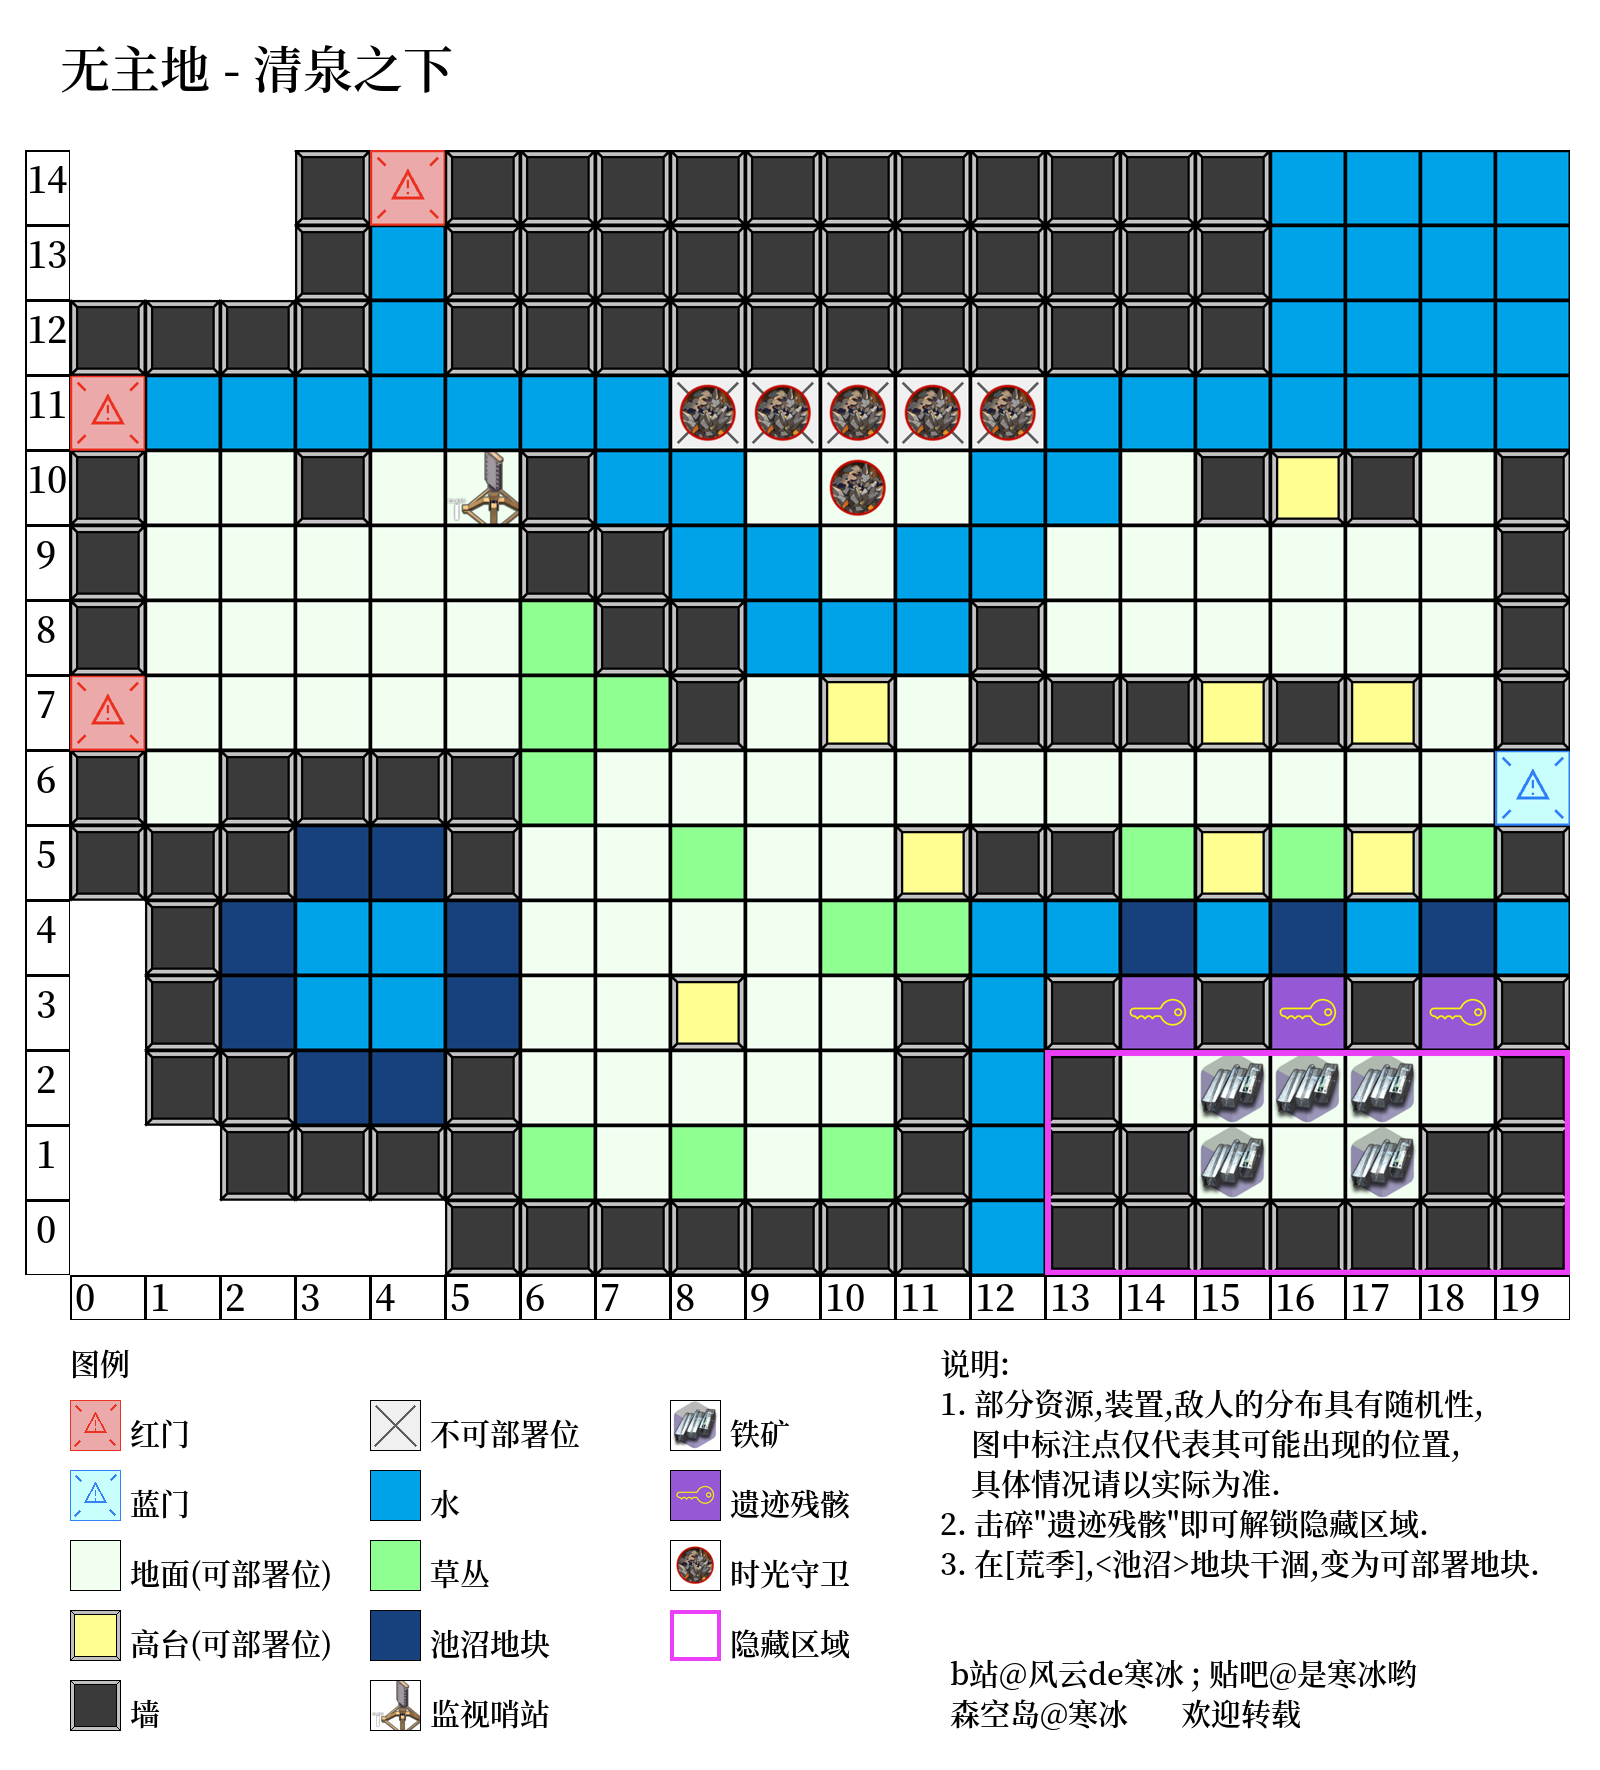 无主地 - 清泉之下
14
13
12
11
10
9
8
7
6
5
4
3
2
1
0
0 1 2 3 4 5 6 7 8 9 10 11 12 13 14 15 16 17 18 19
图例
红门
蓝门
地面(可部署位)
高台(可部署位)
墙
不可部署位
水
草丛
池沼地块
监视哨站
铁矿
遗迹残骸
时光守卫
隐藏区域
说明:
1. 部分资源,装置,敌人的分布具有随机性,
图中标注点仅代表其可能出现的位置,
具体情况请以实际为准.
2. 击碎"遗迹残骸"即可解锁隐藏区域.
3. 在[荒季],<池沼>地块干涸,变为可部署地块.
b站@风云de寒冰 ; 贴吧@是寒冰哟
森空岛@寒冰 欢迎转载